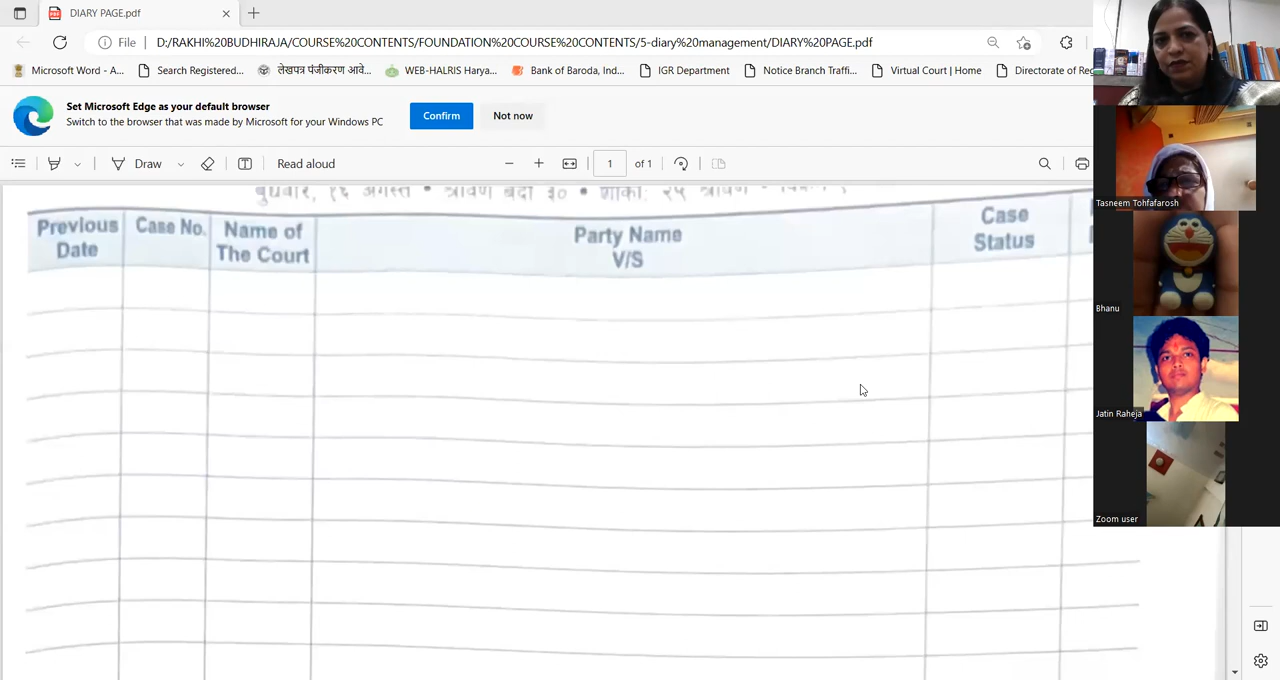 DIARY PAGE.pdf
File
D:/RAKHI%20BUDHIRAJA/COURSE%20CONTENTS/FOUNDATION%20COURSE%20CONTENTS/5-diary%20management/DIARY%20PAGE.pdf
Microsoft Word - A...
Search Registered...
लेखपत्र पंजीकरण आवे...
WEB-HALRIS Harya...
Bank of Baroda, Ind...
IGR Department
Notice Branch Traffi...
Virtual Court | Home
Directorate of Reg
Set Microsoft Edge as your default browser
Switch to the browser that was made by Microsoft for your Windows PC
Confirm
Not now
Draw
Read aloud
1
of 1
बुधवार, १६ अगस्त • श्रावण बदी ३० • शाका: २५ श्रावण
Previous
Date
Case No.
Name of
The Court
Party Name
V/S
Case
Status
Tasneem Tohfafarosh
Bhanu
Jatin Raheja
Zoom user